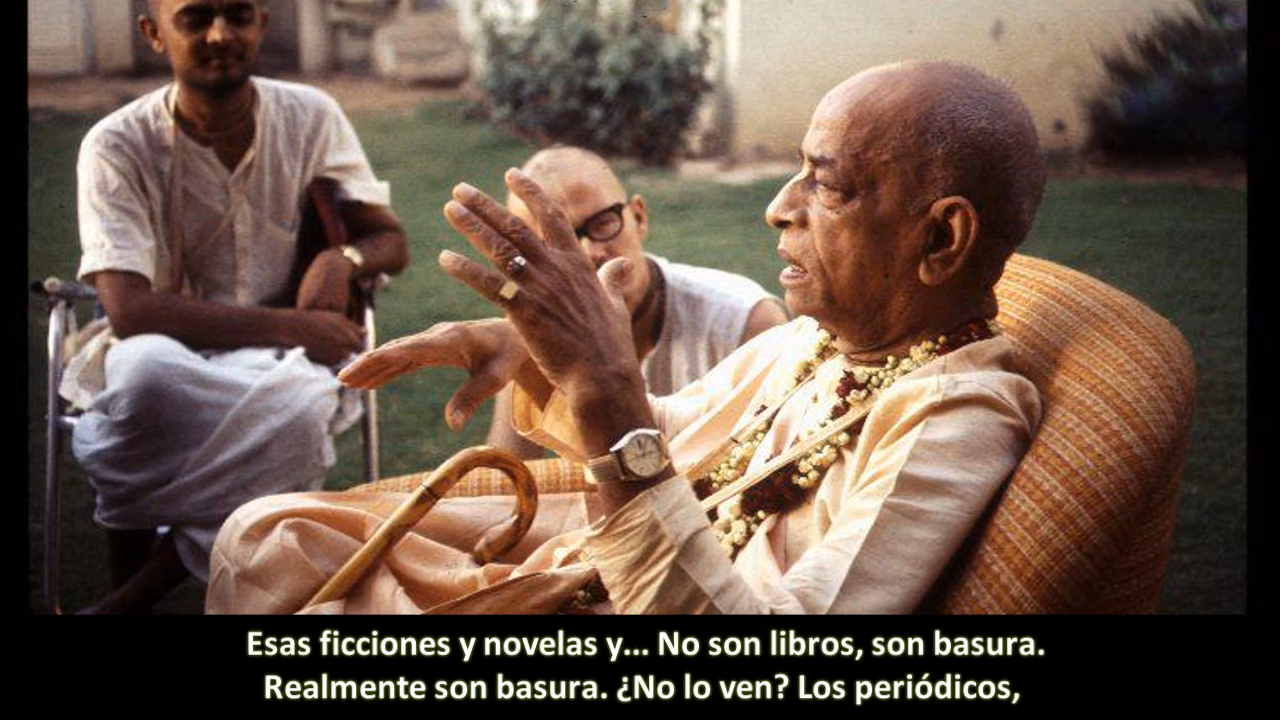 Esas ficciones y novelas y... No son libros, son basura.
Realmente son basura. ¿No lo ven? Los periódicos,